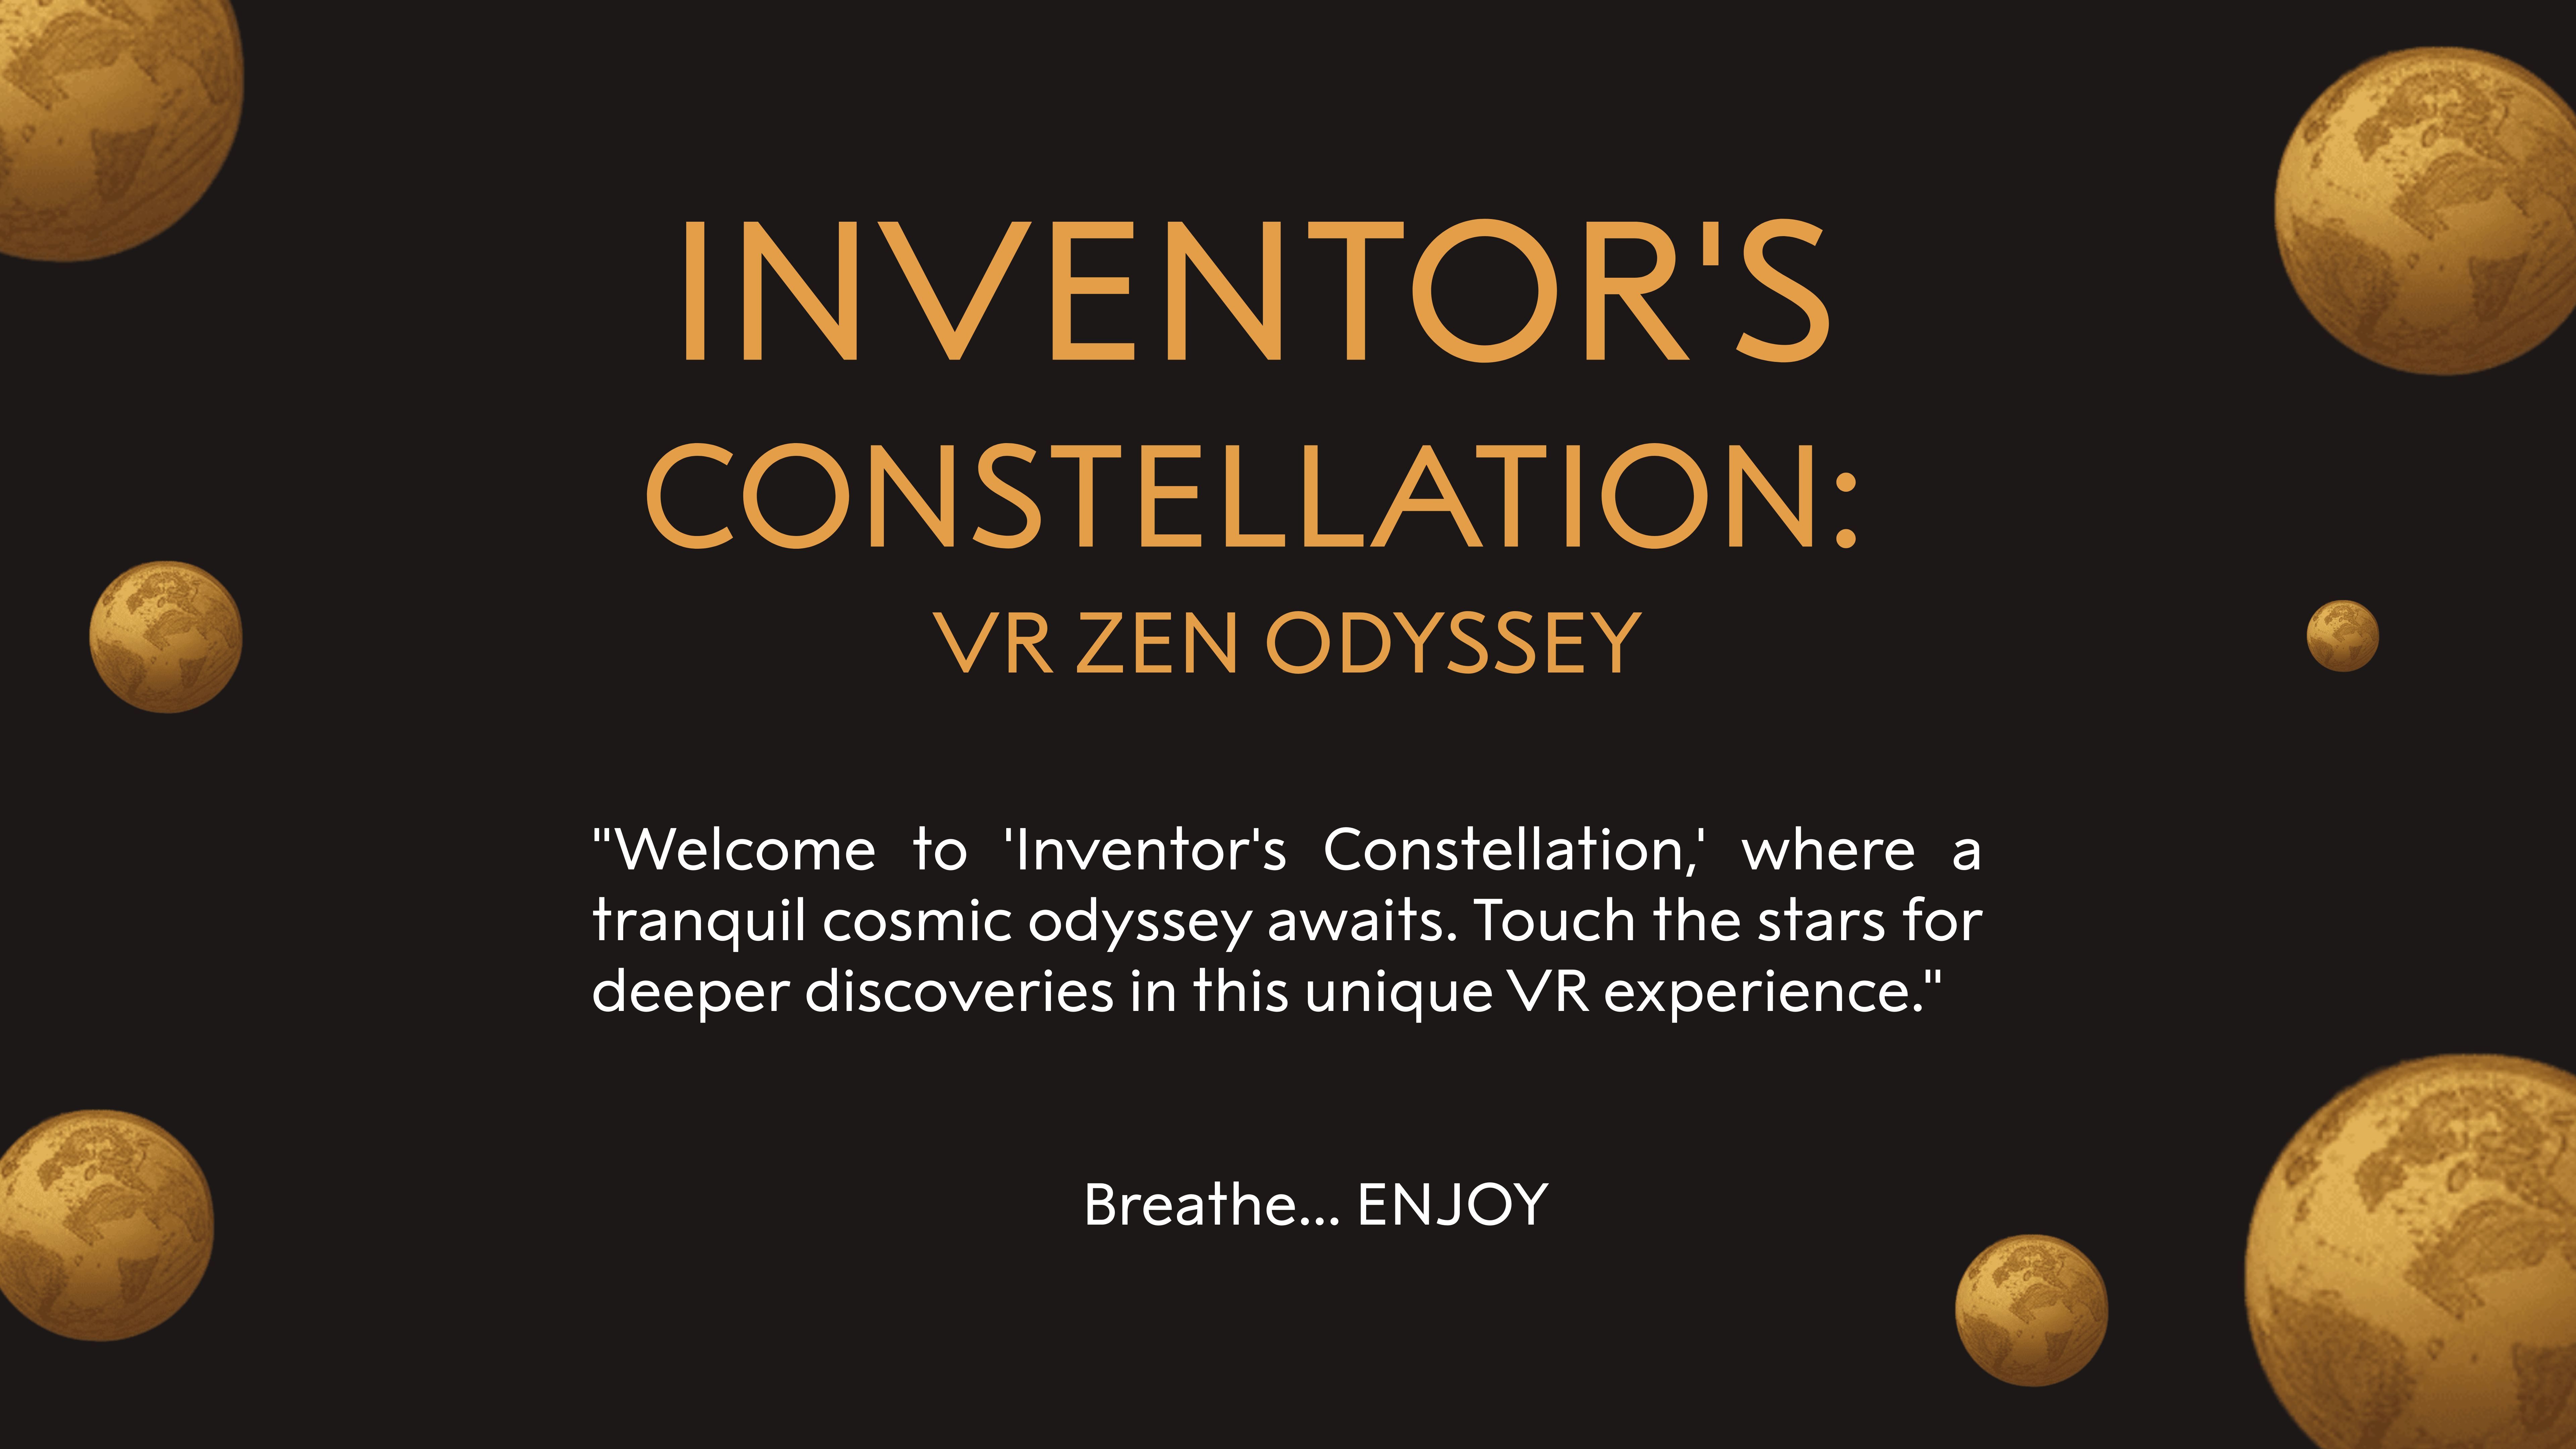 INVENTOR'S
CONSTELLATION:
VR ZEN ODYSSEY
"Welcome to 'Inventor's Constellation,' where a
tranquil cosmic odyssey awaits. Touch the stars for
deeper discoveries in this unique VR experience."
Breathe... ENJOY